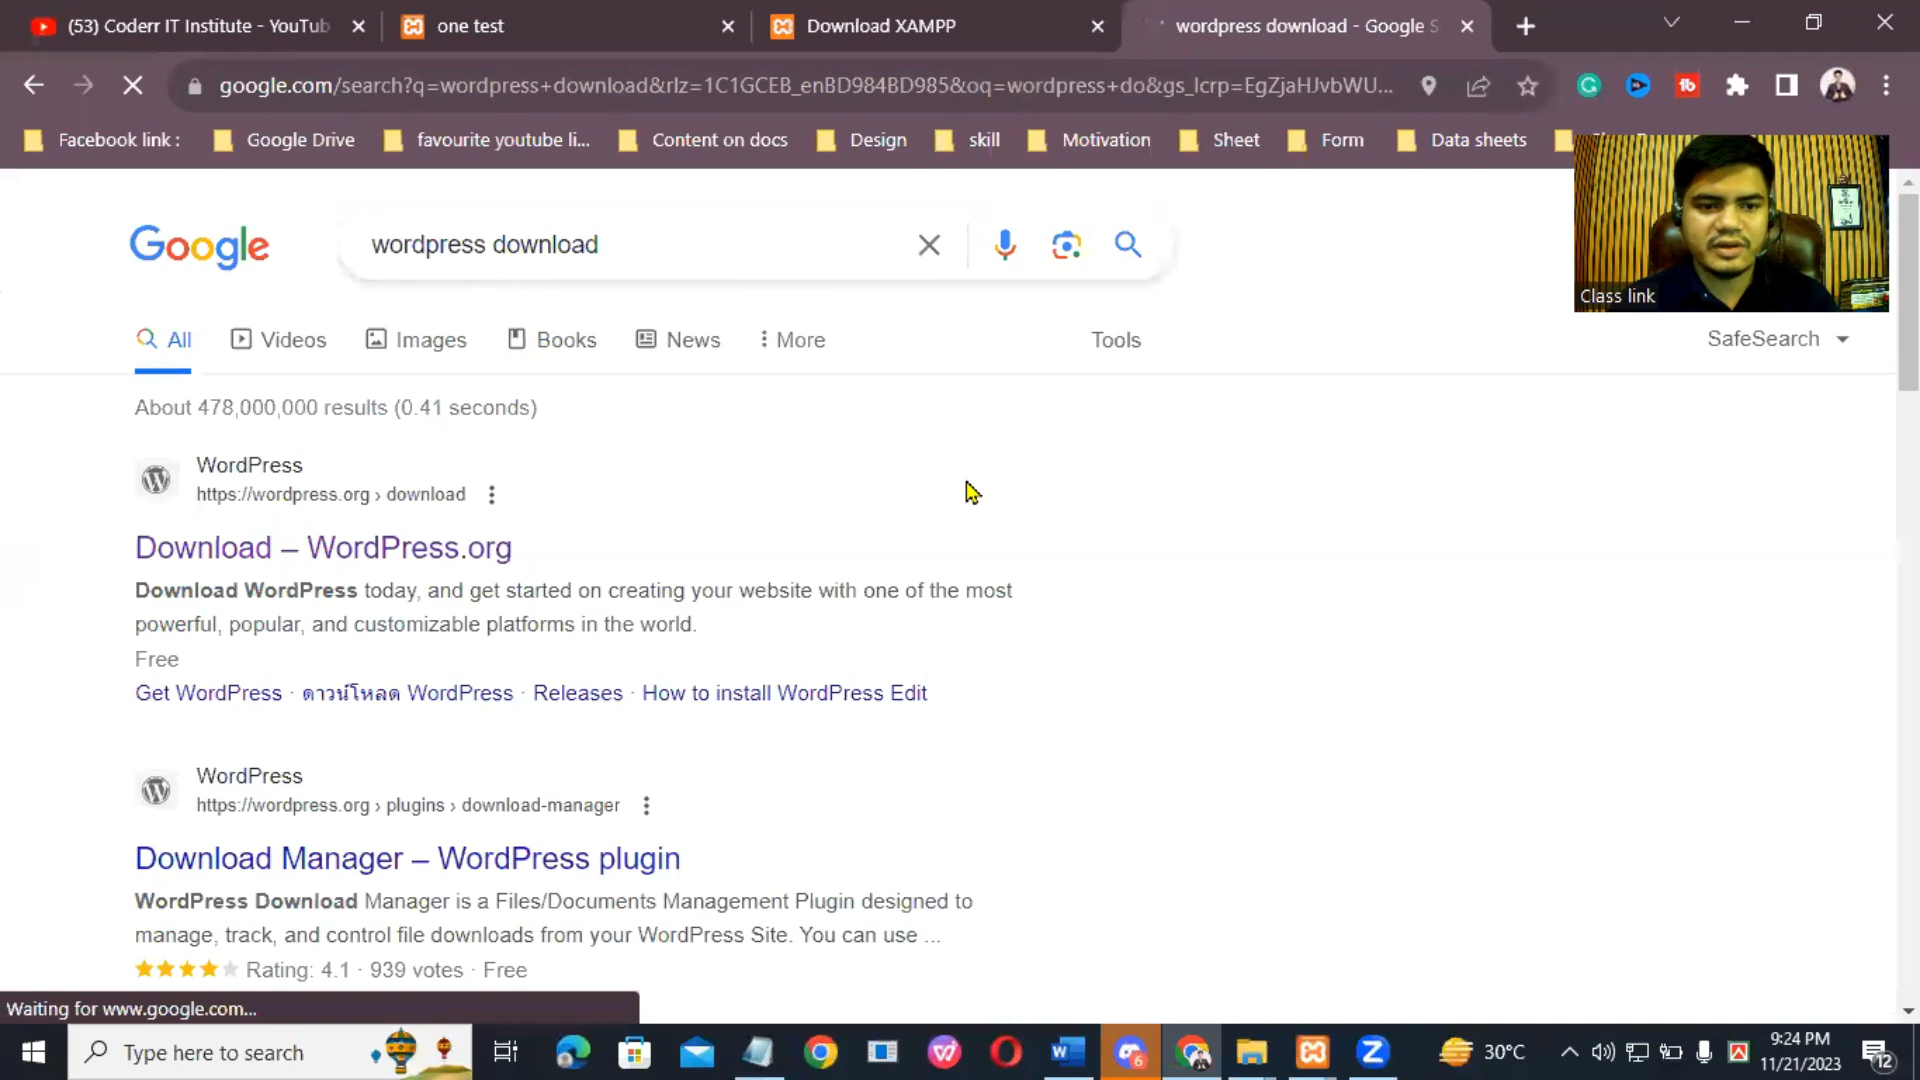 (53) Coderr IT Institute - YouTub
one test
Download XAMPP
wordpress download - Google S
google.com/search?q=wordpress+download&rlz=1C1GCEB_enBD984BD985&oq=wordpress+do&gs_lcrp=EgZjaHJvbWU...
Facebook link :
Google Drive
favourite youtube li...
Content on docs
Design
skill
Motivation
Sheet
Form
Data sheets
Class link
Google
wordpress download
All
Videos
Images
Books
News
More
Tools
SafeSearch
About 478,000,000 results (0.41 seconds)
WordPress
https://wordpress.org › download
Download – WordPress.org
Download WordPress today, and get started on creating your website with one of the most
powerful, popular, and customizable platforms in the world.
Free
Get WordPress · ดาวน์โหลด WordPress · Releases · How to install WordPress Edit
WordPress
https://wordpress.org › plugins › download-manager
Download Manager – WordPress plugin
WordPress Download Manager is a Files/Documents Management Plugin designed to
manage, track, and control file downloads from your WordPress Site. You can use ...
Rating: 4.1 · 939 votes · Free
Waiting for www.google.com...
Type here to search
6
30°C
9:24 PM
11/21/2023
12